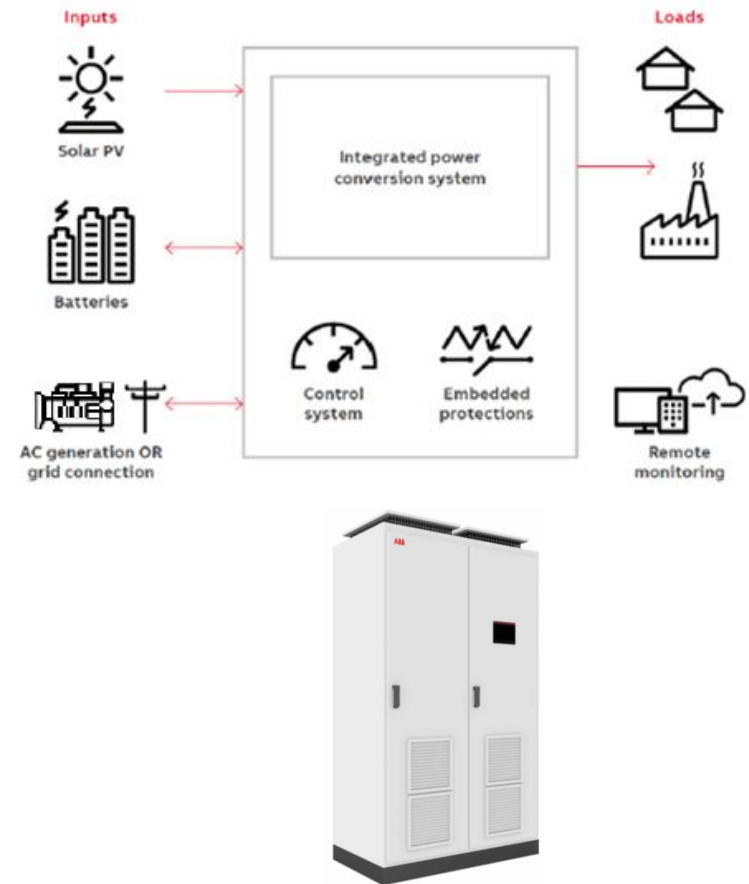 Inputs
Loads
Solar PV
Integrated power
conversion system
Batteries
Control
system
Embedded
protections
AC generation OR
grid connection
Remote
monitoring
ABB